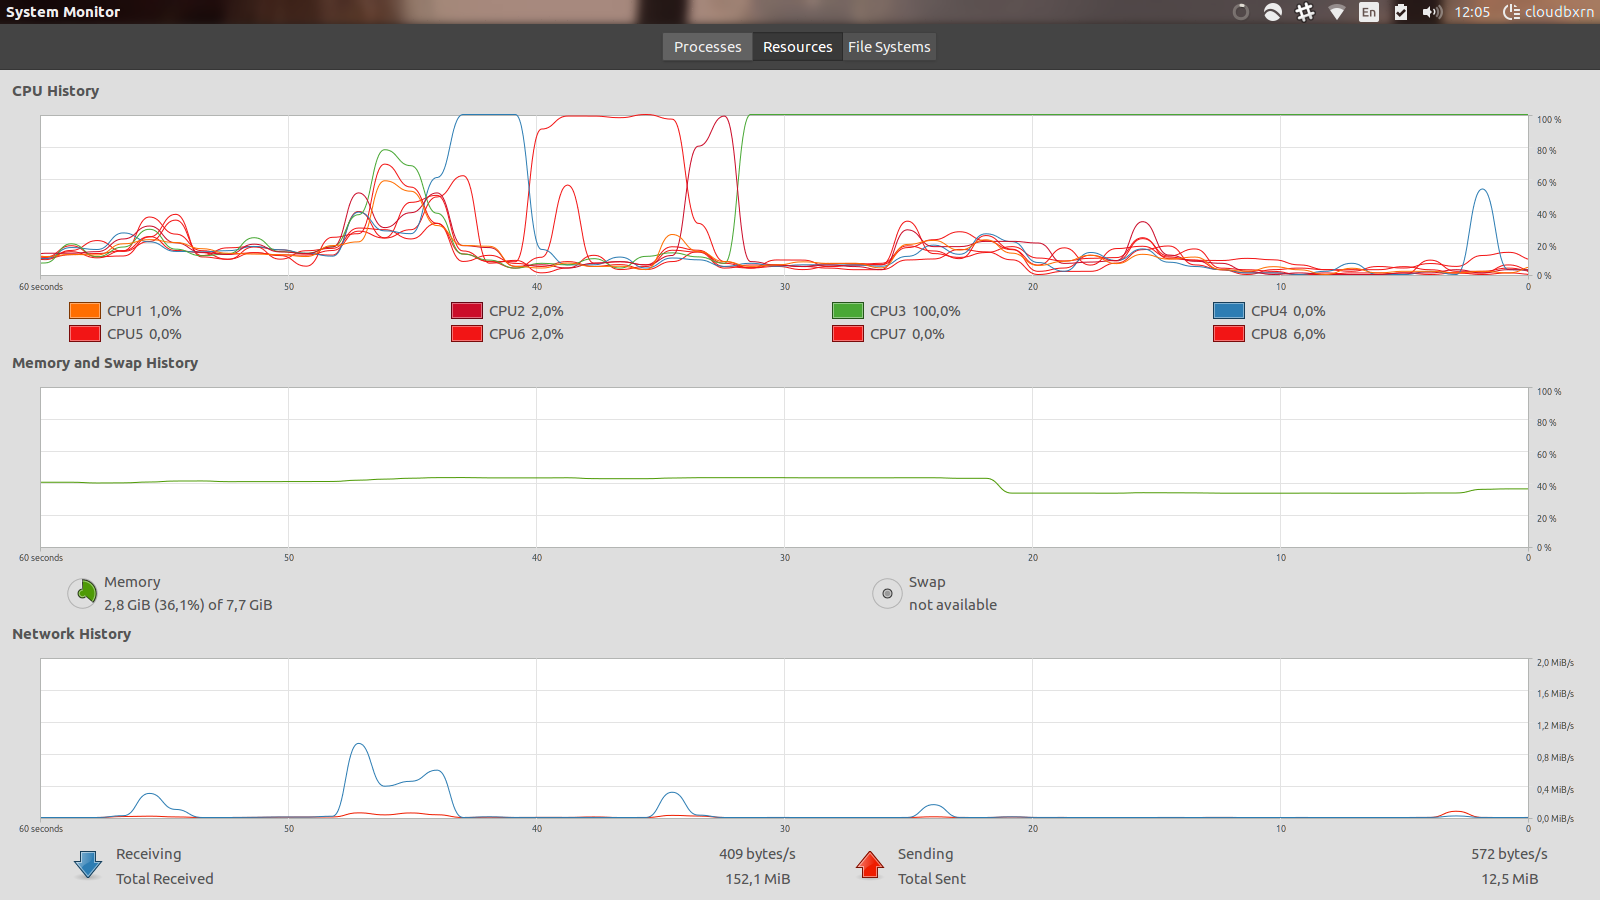 System Monitor
En 12:05 cloudbxrn
Processes Resources File Systems
CPU History
100 %
80 %
60 %
40 %
20 %
0 %
60 seconds 50 40 30 20 10 0
CPU1 1,0% CPU2 2,0% CPU3 100,0% CPU4 0,0%
CPU5 0,0% CPU6 2,0% CPU7 0,0% CPU8 6,0%
Memory and Swap History
100 %
80 %
60 %
40 %
20 %
0 %
60 seconds 50 40 30 20 10 0
Memory Swap
2,8 GiB (36,1%) of 7,7 GiB not available
Network History
2,0 MiB/s
1,6 MiB/s
1,2 MiB/s
0,8 MiB/s
0,4 MiB/s
0,0 MiB/s
60 seconds 50 40 30 20 10 0
Receiving 409 bytes/s Sending 572 bytes/s
Total Received 152,1 MiB Total Sent 12,5 MiB